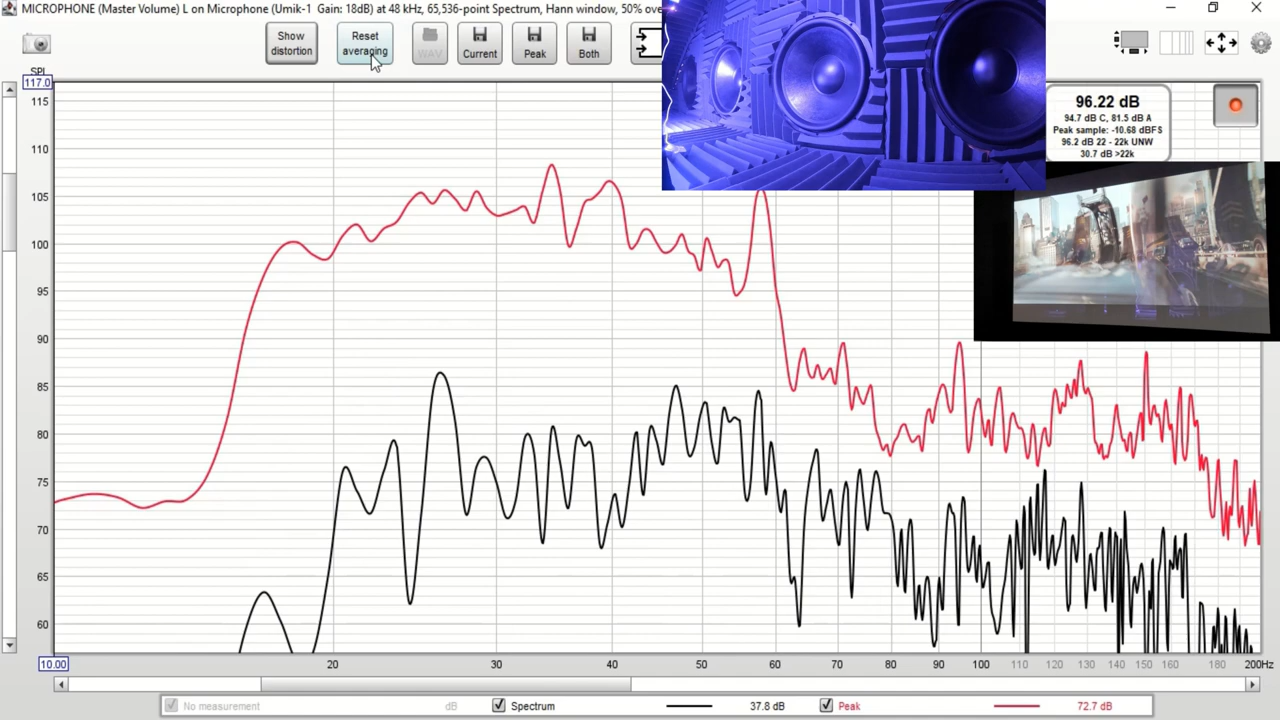 MICROPHONE (Master Volume) L on Microphone (Umik-1  Gain: 18dB) at 48 kHz, 65,536-point Spectrum, Hann window, 50% ove
Show distortion
Reset averaging
WAV
Current
Peak
Both
SPL
117.0
115
110
105
100
95
90
85
80
75
70
65
60
96.22 dB
94.7 dB C, 81.5 dB A
Peak sample: -10.68 dBFS
96.2 dB 22 - 22k UNW
30.7 dB >22k
10.00
20
30
40
50
60
70
80
90
100
110
120
130
140
150
160
180
200Hz
No measurement
dB
Spectrum
37.8 dB
Peak
72.7 dB